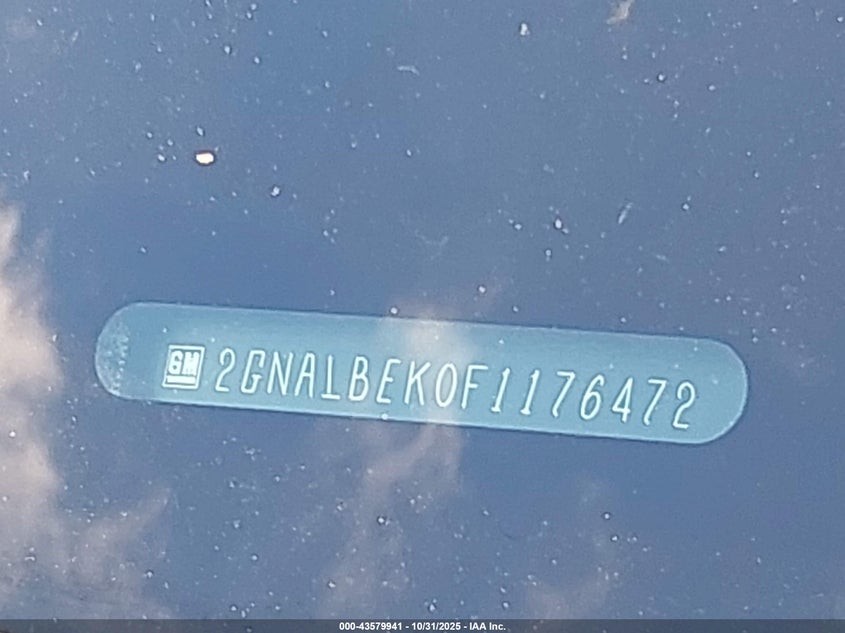 GM 2GNALBEK0F1176472
000-43579941 - 10/31/2025 - IAA Inc.